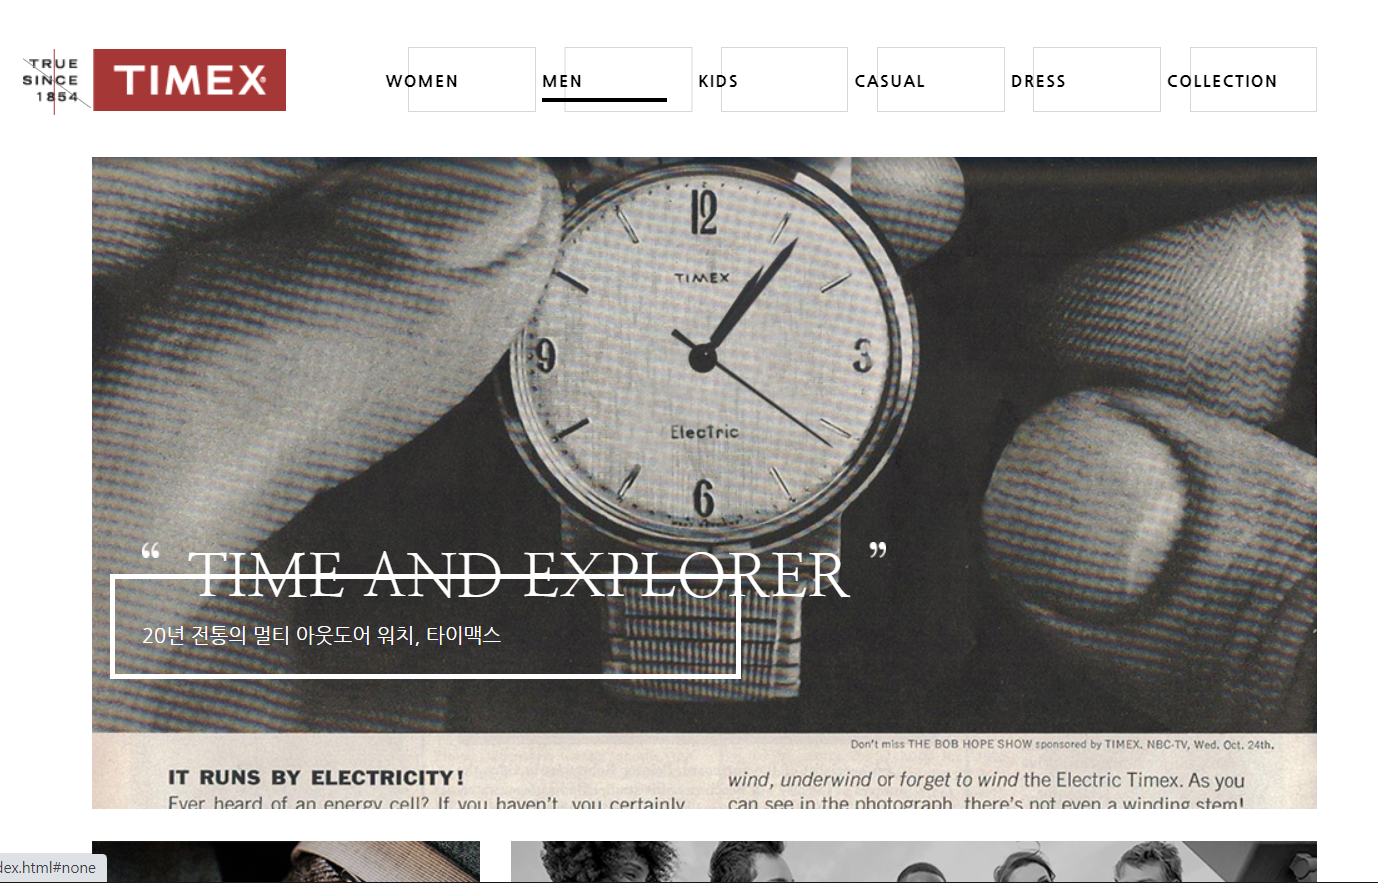 TRUE
SINCE
1854
TIMEX®
WOMEN MEN KIDS CASUAL DRESS COLLECTION
12
TIMEX
9 3
Electric
6
“ TIME AND EXPLORER ”
20년 전통의 멀티 아웃도어 워치, 타이맥스
Don't miss THE BOB HOPE SHOW sponsored by TIMEX. NBC-TV, Wed. Oct. 24th.
IT RUNS BY ELECTRICITY!
Ever heard of an energy cell? If you haven't, you certainly
wind, underwind or forget to wind the Electric Timex. As you
can see in the photograph, there's not even a winding stem!
dex.html#none